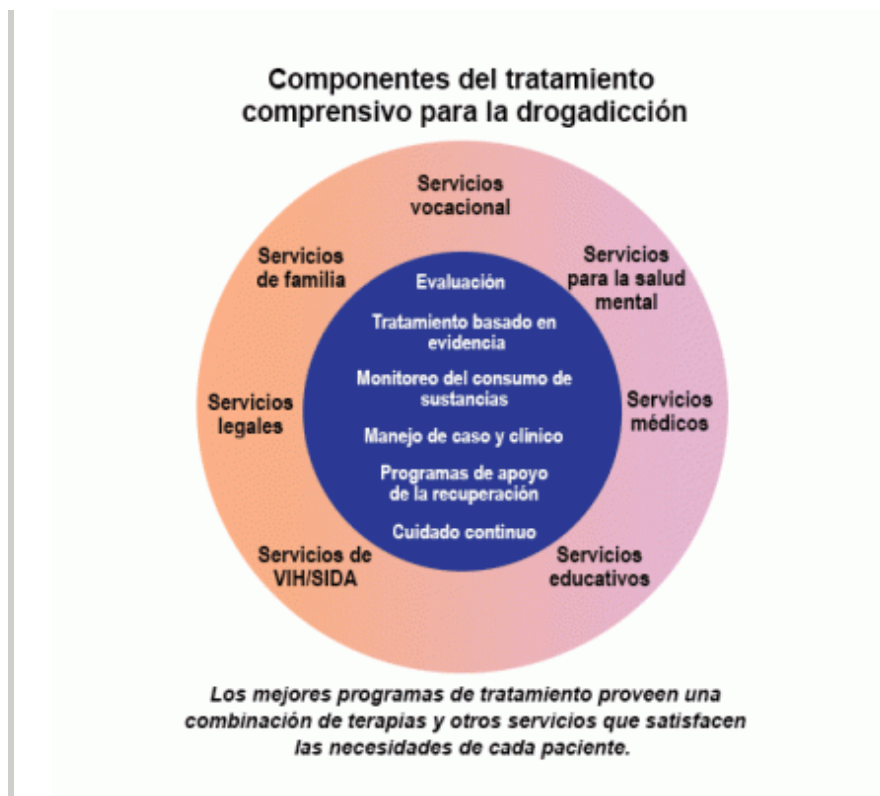 Componentes del tratamiento
comprensivo para la drogadicción
Servicios
vocacional
Servicios
de familia
Servicios
para la salud
mental
Evaluación
Tratamiento basado en
evidencia
Monitoreo del consumo de
sustancias
Manejo de caso y clínico
Programas de apoyo
de la recuperación
Cuidado continuo
Servicios
legales
Servicios
médicos
Servicios de
VIH/SIDA
Servicios
educativos
Los mejores programas de tratamiento proveen una
combinación de terapias y otros servicios que satisfacen
las necesidades de cada paciente.